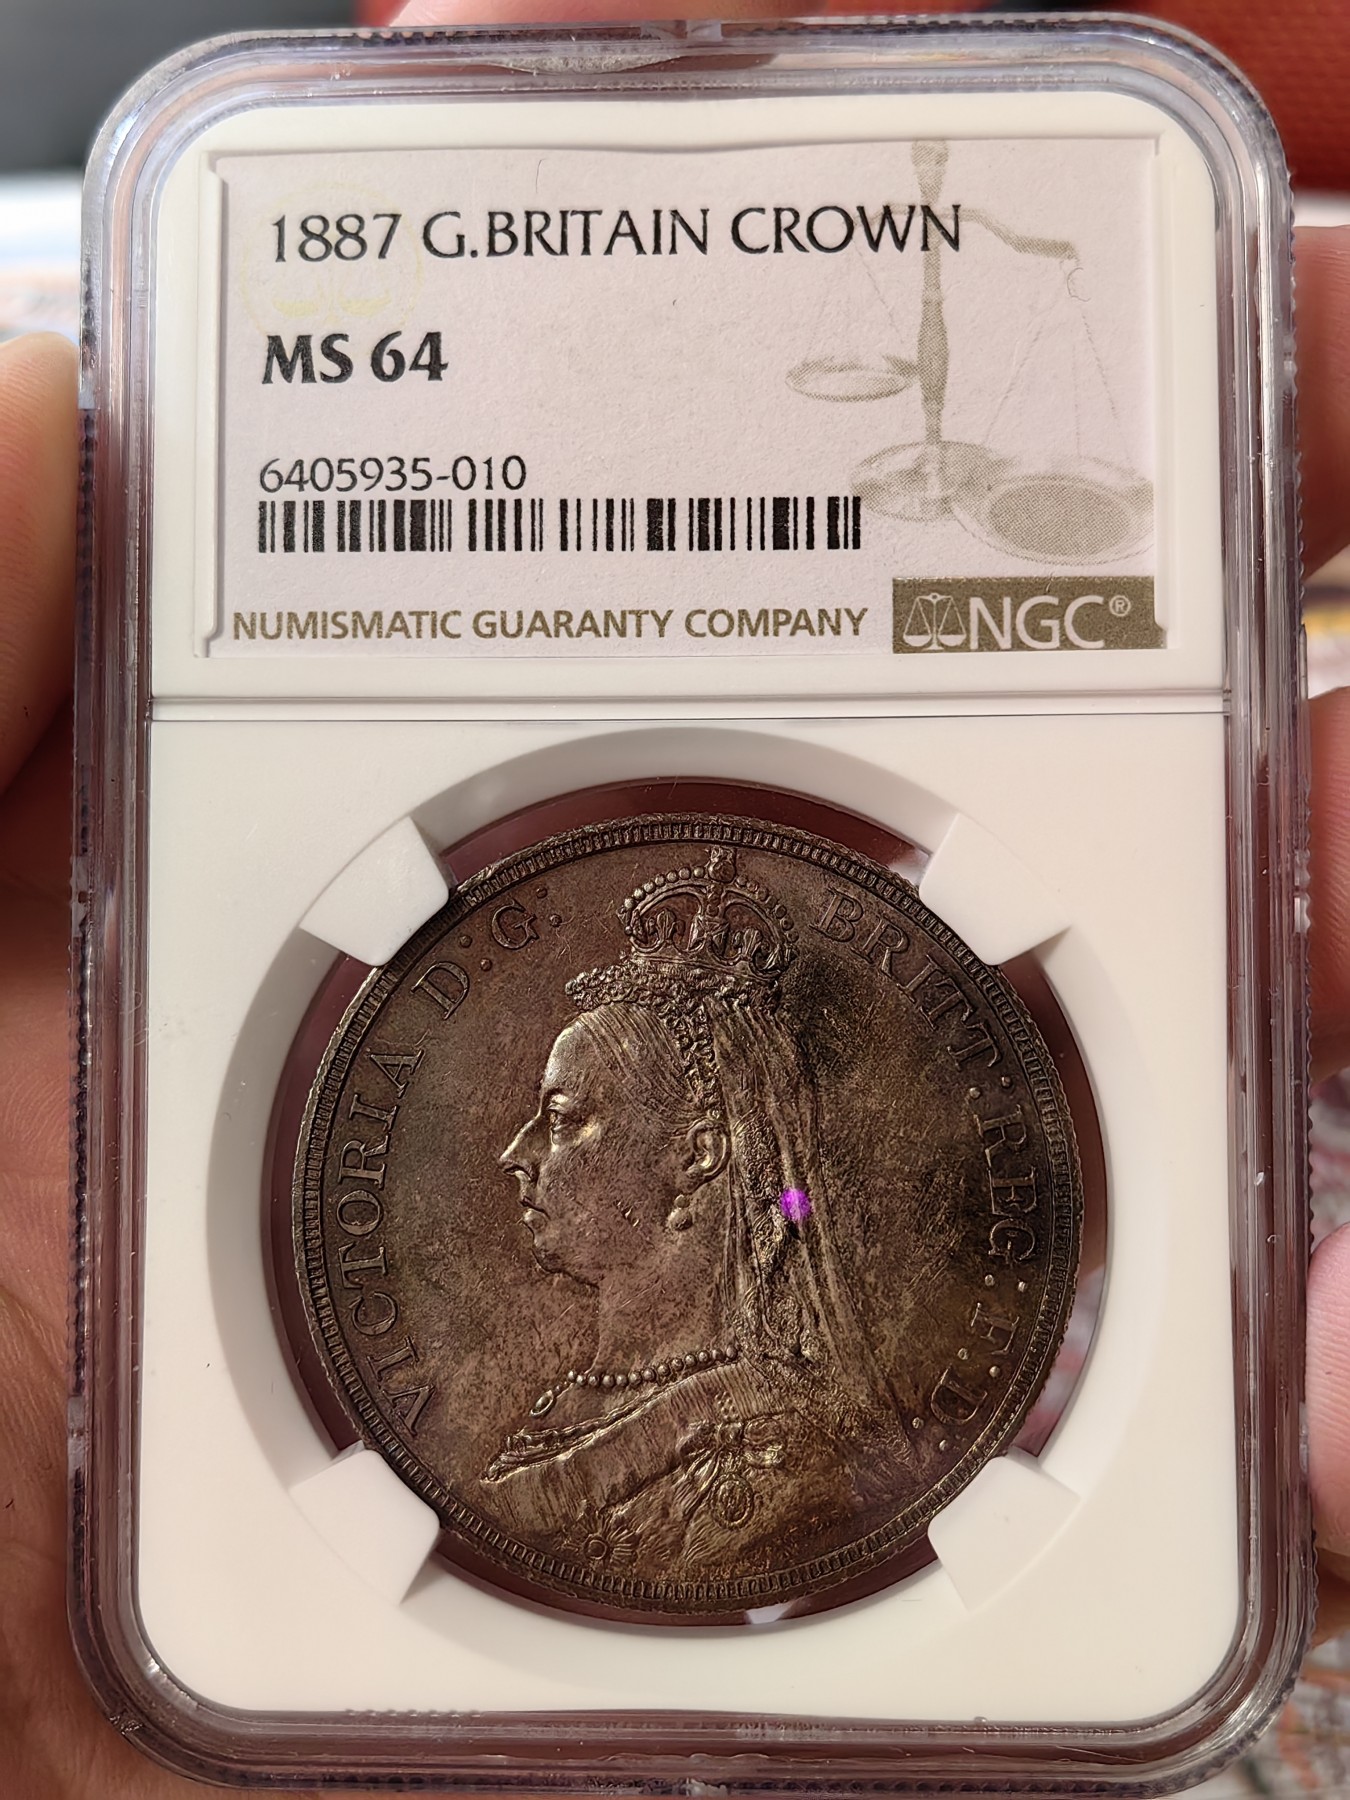 1887 G.BRITAIN CROWN
MS 64
6405935-010
NUMISMATIC GUARANTY COMPANY
NGC®
VICTORIA D:G: BRITT:REG:F:D: